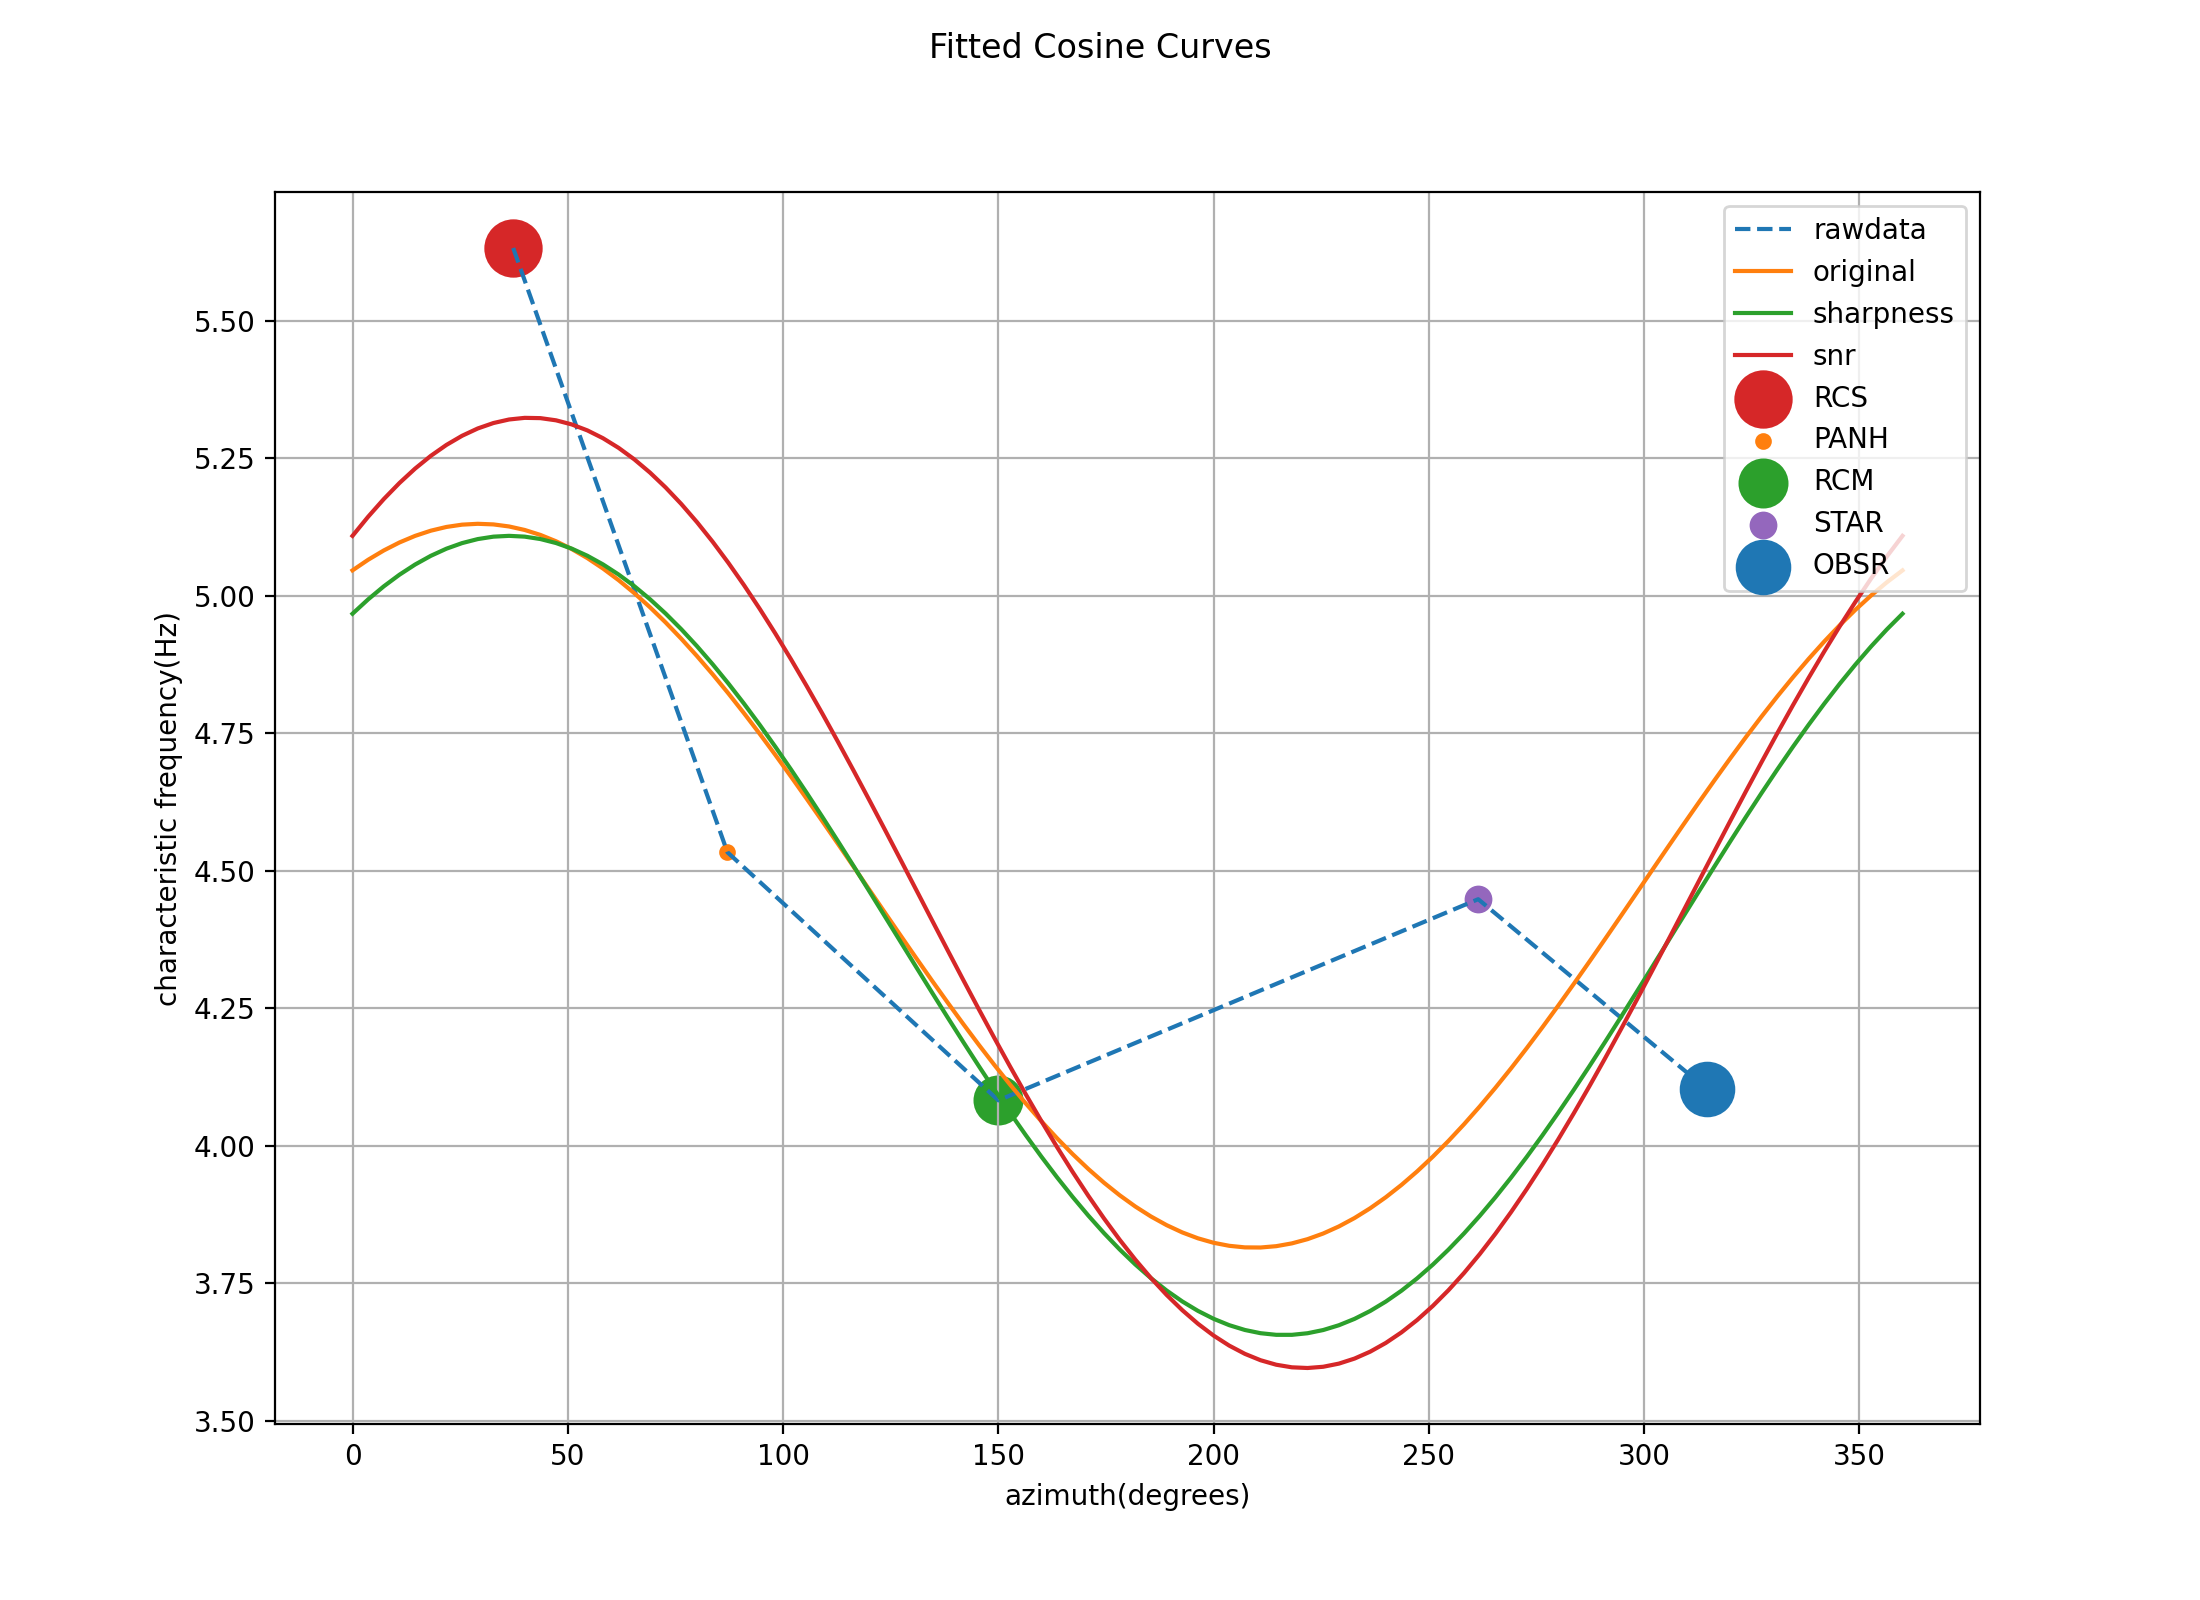 Fitted Cosine Curves
rawdata
original
sharpness
snr
RCS
PANH
RCM
STAR
OBSR
characteristic frequency(Hz)
5.50
5.25
5.00
4.75
4.50
4.25
4.00
3.75
3.50
0 50 100 150 200 250 300 350
azimuth(degrees)